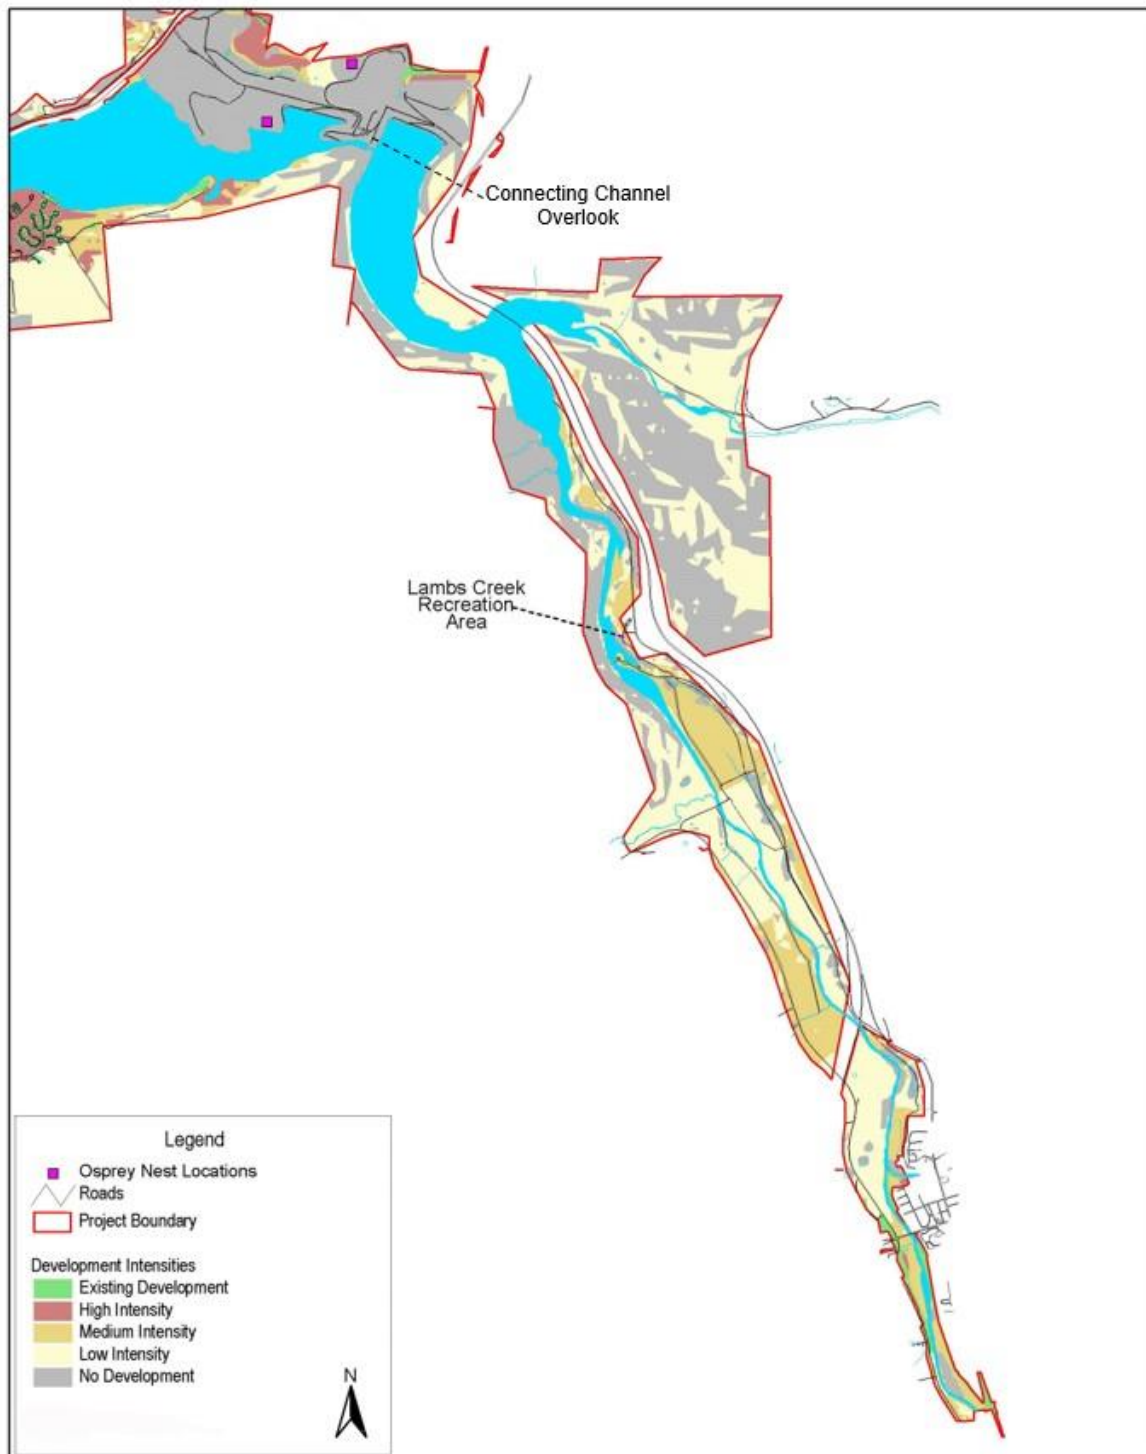 Connecting Channel
Overlook
Lambs Creek
Recreation
Area
Legend
Osprey Nest Locations
Roads
Project Boundary
Development Intensities
Existing Development
High Intensity
Medium Intensity
Low Intensity
No Development
N